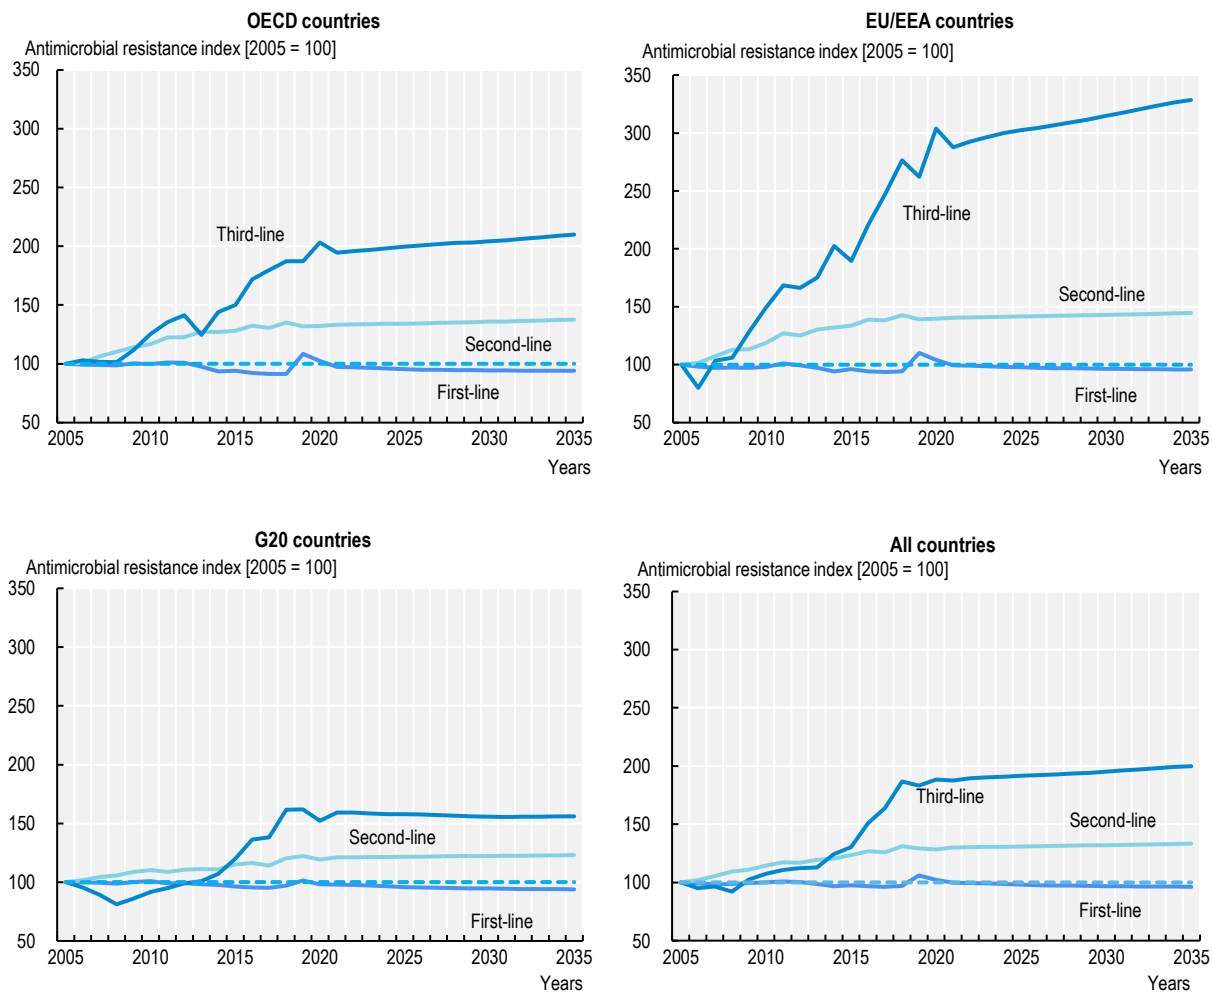 OECD countries
Antimicrobial resistance index [2005 = 100]
350
300
250
200
150
100
50
Third-line
Second-line
First-line
2005 2010 2015 2020 2025 2030 2035
Years
EU/EEA countries
Antimicrobial resistance index [2005 = 100]
350
300
250
200
150
100
50
Third-line
Second-line
First-line
2005 2010 2015 2020 2025 2030 2035
Years
G20 countries
Antimicrobial resistance index [2005 = 100]
350
300
250
200
150
100
50
Second-line
First-line
2005 2010 2015 2020 2025 2030 2035
Years
All countries
Antimicrobial resistance index [2005 = 100]
350
300
250
200
150
100
50
Third-line
Second-line
First-line
2005 2010 2015 2020 2025 2030 2035
Years